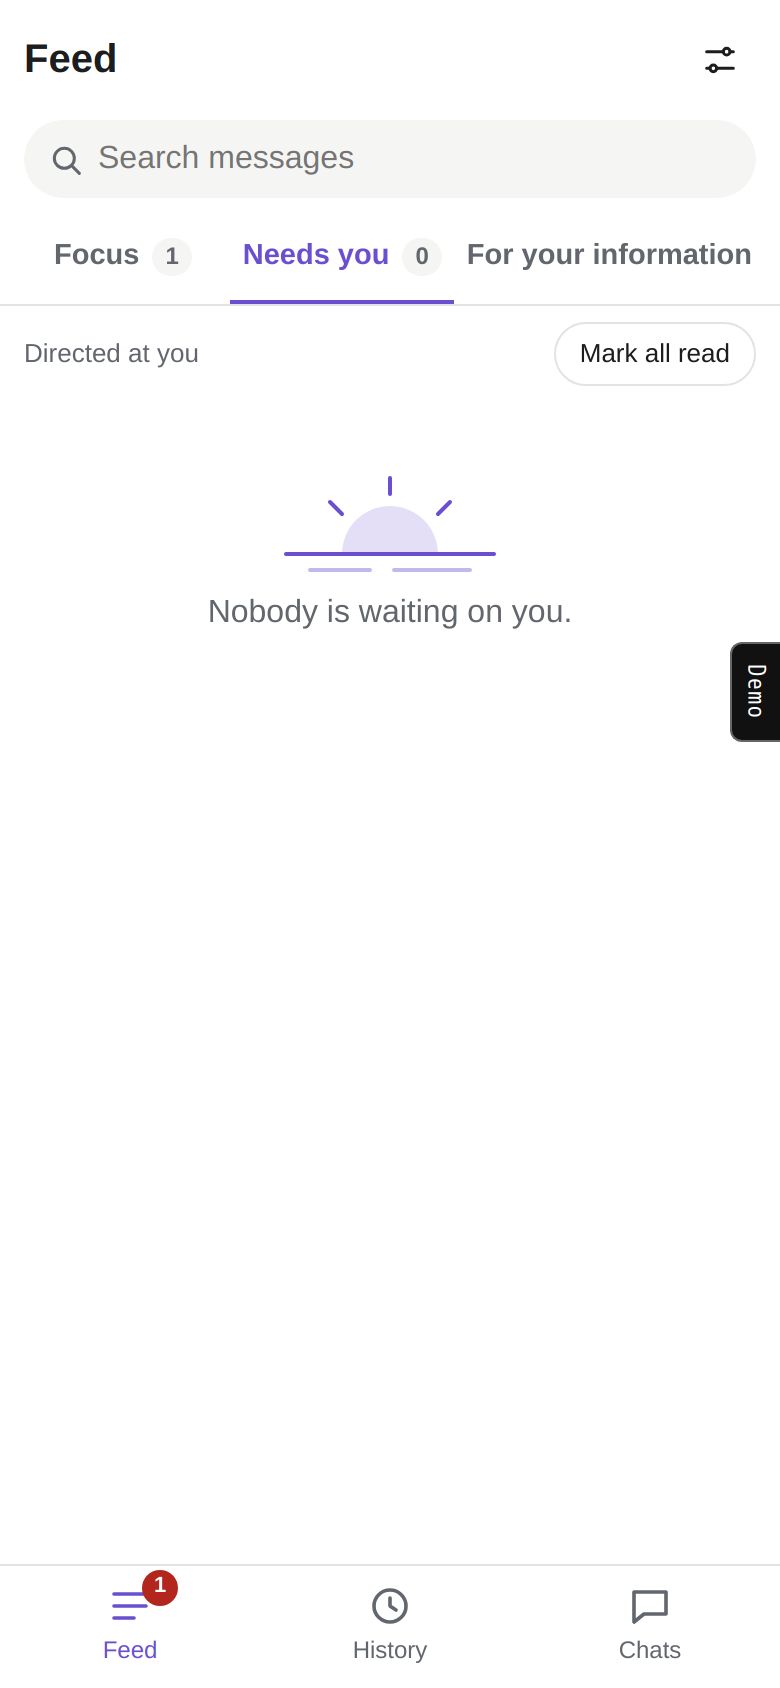 Feed
Search messages
Focus 1 Needs you 0 For your information
Directed at you Mark all read
Nobody is waiting on you.
Demo
1
Feed History Chats